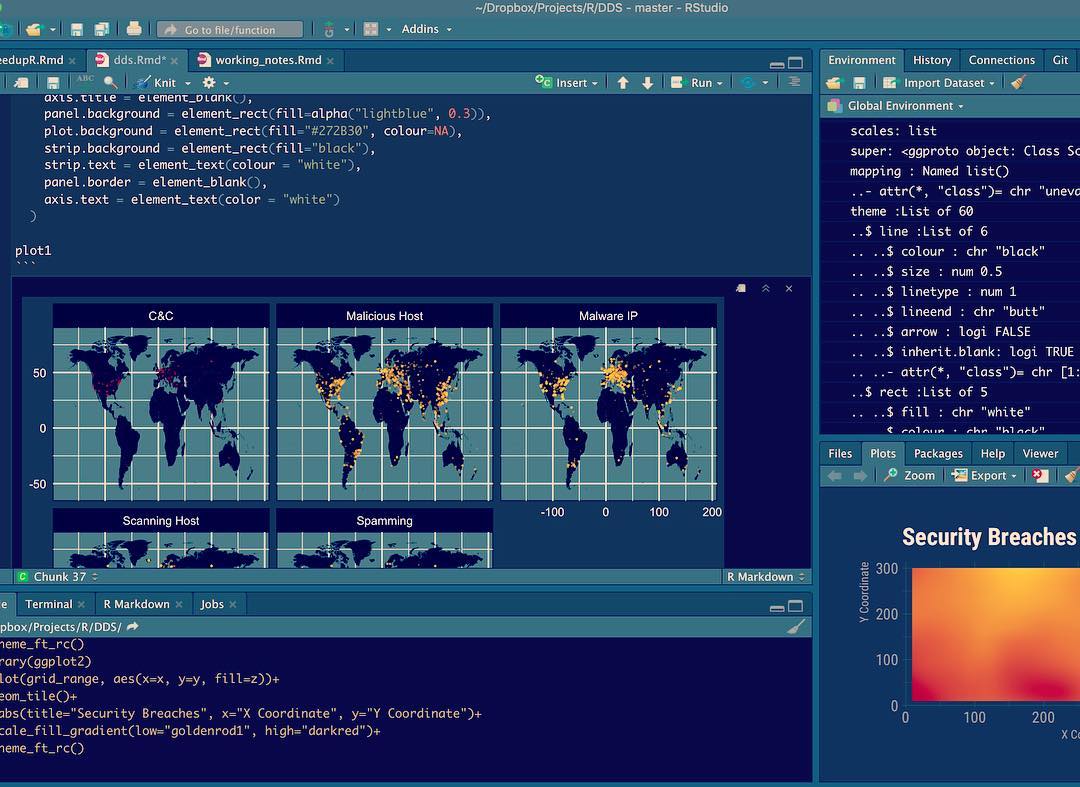 ~/Dropbox/Projects/R/DDS - master - RStudio
Go to file/function
Addins
eedupR.Rmd
dds.Rmd*
working_notes.Rmd
ABC
Knit
Insert
Run
axis.title = element_blank(),
panel.background = element_rect(fill=alpha("lightblue", 0.3)),
plot.background = element_rect(fill="#272B30", colour=NA),
strip.background = element_rect(fill="black"),
strip.text = element_text(colour = "white"),
panel.border = element_blank(),
axis.text = element_text(color = "white")
)
plot1
```
C&C
Malicious Host
Malware IP
50
0
-50
-100
0
100
200
Scanning Host
Spamming
C Chunk 37
R Markdown
e
Terminal
R Markdown
Jobs
pbox/Projects/R/DDS/
heme_ft_rc()
rary(ggplot2)
lot(grid_range, aes(x=x, y=y, fill=z))+
eom_tile()+
abs(title="Security Breaches", x="X Coordinate", y="Y Coordinate")+
cale_fill_gradient(low="goldenrod1", high="darkred")+
heme_ft_rc()
Environment
History
Connections
Git
Import Dataset
Global Environment
scales: list
super: <ggproto object: Class Sc
mapping : Named list()
..- attr(*, "class")= chr "uneva
theme :List of 60
..$ line :List of 6
.. ..$ colour : chr "black"
.. ..$ size : num 0.5
.. ..$ linetype : num 1
.. ..$ lineend : chr "butt"
.. ..$ arrow : logi FALSE
.. ..$ inherit.blank: logi TRUE
.. ..- attr(*, "class")= chr [1:
..$ rect :List of 5
.. ..$ fill : chr "white"
.. ..$ colour : chr "black"
Files
Plots
Packages
Help
Viewer
Zoom
Export
Security Breaches
Y Coordinate
300
200
100
0
0
100
200
X Co